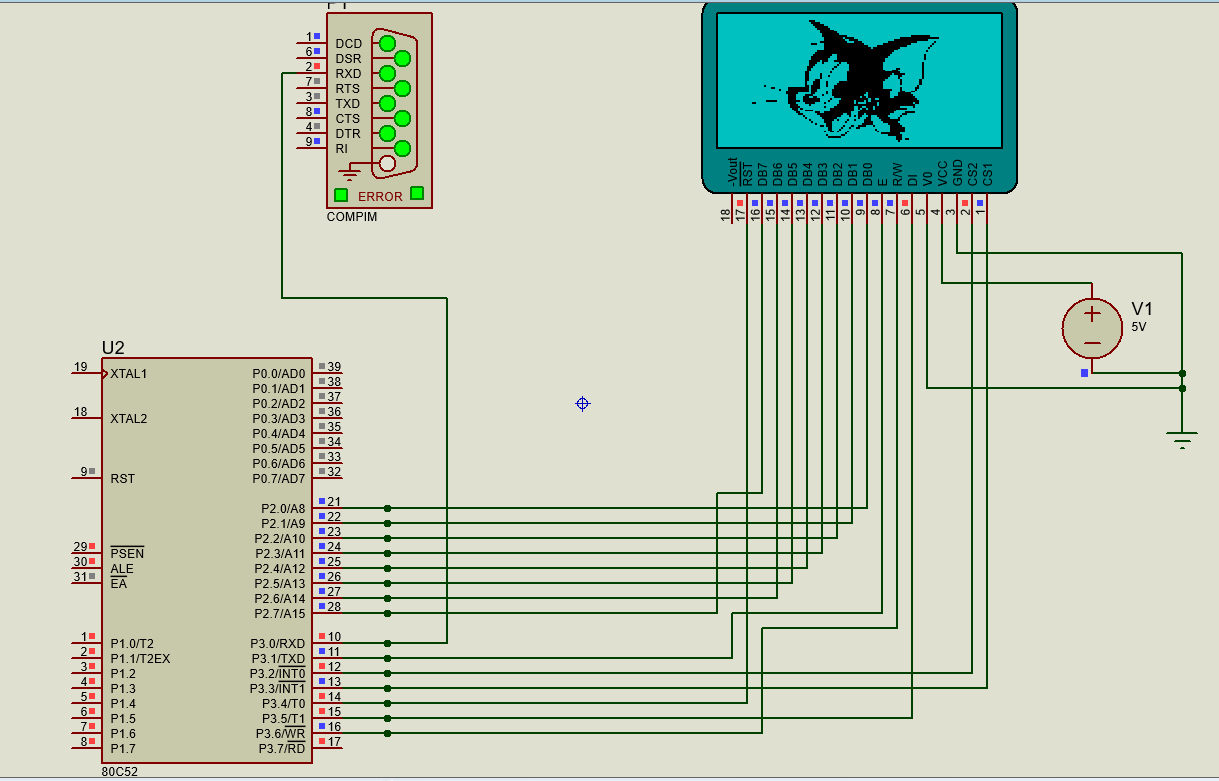 P1
1 DCD
6 DSR
2 RXD
7 RTS
3 TXD
8 CTS
4 DTR
9 RI
ERROR
COMPIM
-Vout
RST
DB7
DB6
DB5
DB4
DB3
DB2
DB1
DB0
E
R/W
DI
V0
VCC
GND
CS2
CS1
18 17 16 15 14 13 12 11 10 9 8 7 6 5 4 3 2 1
V1
5V
U2
19 XTAL1 P0.0/AD0 39
P0.1/AD1 38
P0.2/AD2 37
18 XTAL2 P0.3/AD3 36
P0.4/AD4 35
P0.5/AD5 34
P0.6/AD6 33
9 RST P0.7/AD7 32
P2.0/A8 21
P2.1/A9 22
P2.2/A10 23
29 PSEN P2.3/A11 24
30 ALE P2.4/A12 25
31 EA P2.5/A13 26
P2.6/A14 27
P2.7/A15 28
1 P1.0/T2 P3.0/RXD 10
2 P1.1/T2EX P3.1/TXD 11
3 P1.2 P3.2/INT0 12
4 P1.3 P3.3/INT1 13
5 P1.4 P3.4/T0 14
6 P1.5 P3.5/T1 15
7 P1.6 P3.6/WR 16
8 P1.7 P3.7/RD 17
80C52